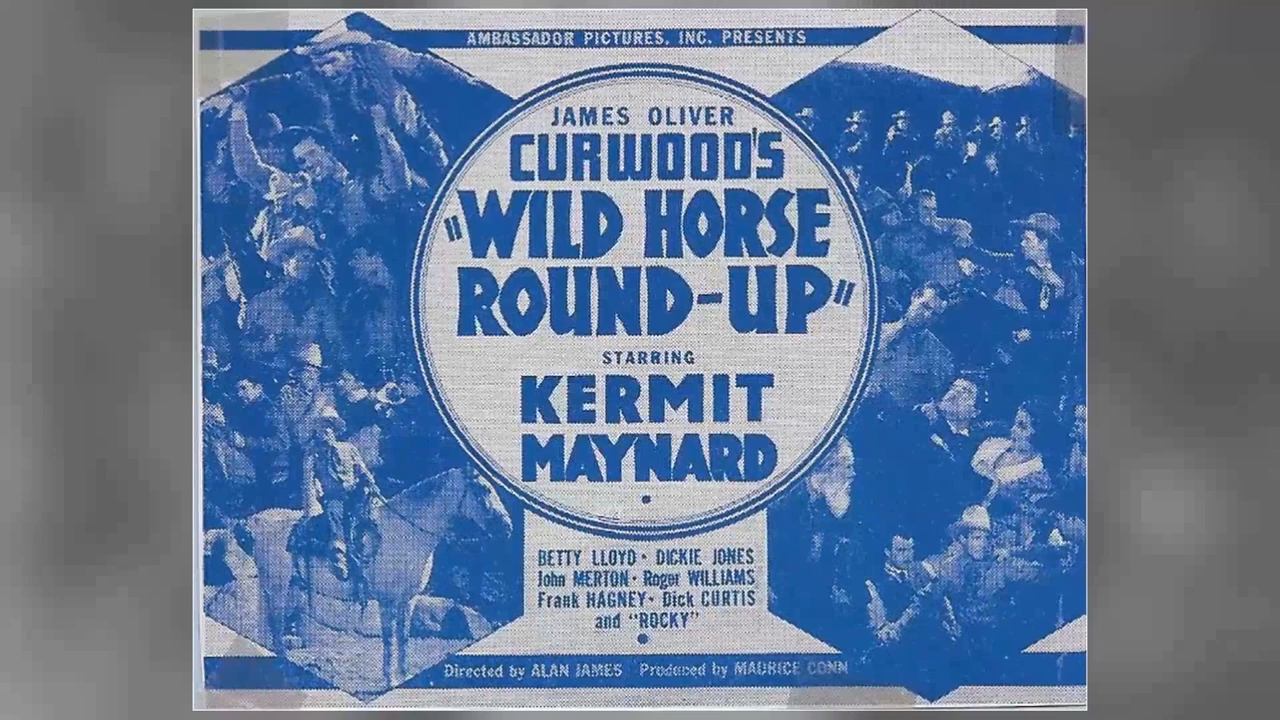 AMBASSADOR PICTURES, INC. PRESENTS
JAMES OLIVER
CURWOOD'S
"WILD HORSE
ROUND-UP"
STARRING
KERMIT
MAYNARD
BETTY LLOYD • DICKIE JONES
John MERTON • Roger WILLIAMS
Frank HAGNEY • Dick CURTIS
and "ROCKY"
Directed by ALAN JAMES Produced by MAURICE CONN